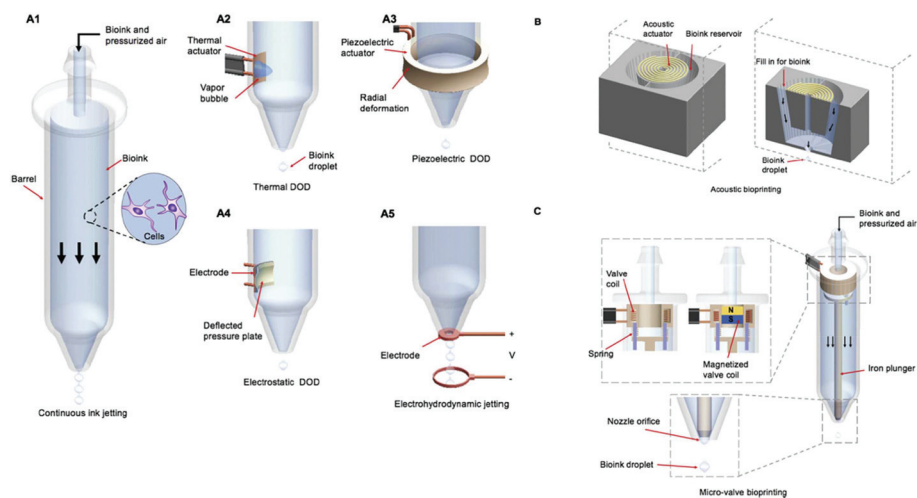 A1
Bioink and
pressurized air
Bioink
Barrel
Cells
Continuous ink jetting
A2
Thermal
actuator
Vapor
bubble
Bioink
droplet
Thermal DOD
A3
Piezoelectric
actuator
Radial
deformation
Piezoelectric DOD
A4
Electrode
Deflected
pressure plate
Electrostatic DOD
A5
Electrode
+
V
-
Electrohydrodynamic jetting
B
Acoustic
actuator
Bioink reservoir
Fill in for bioink
Bioink
droplet
Acoustic bioprinting
C
Bioink and
pressurized air
Valve
coil
N
S
Spring
Magnetized
valve coil
Iron plunger
Nozzle orifice
Bioink droplet
Micro-valve bioprinting